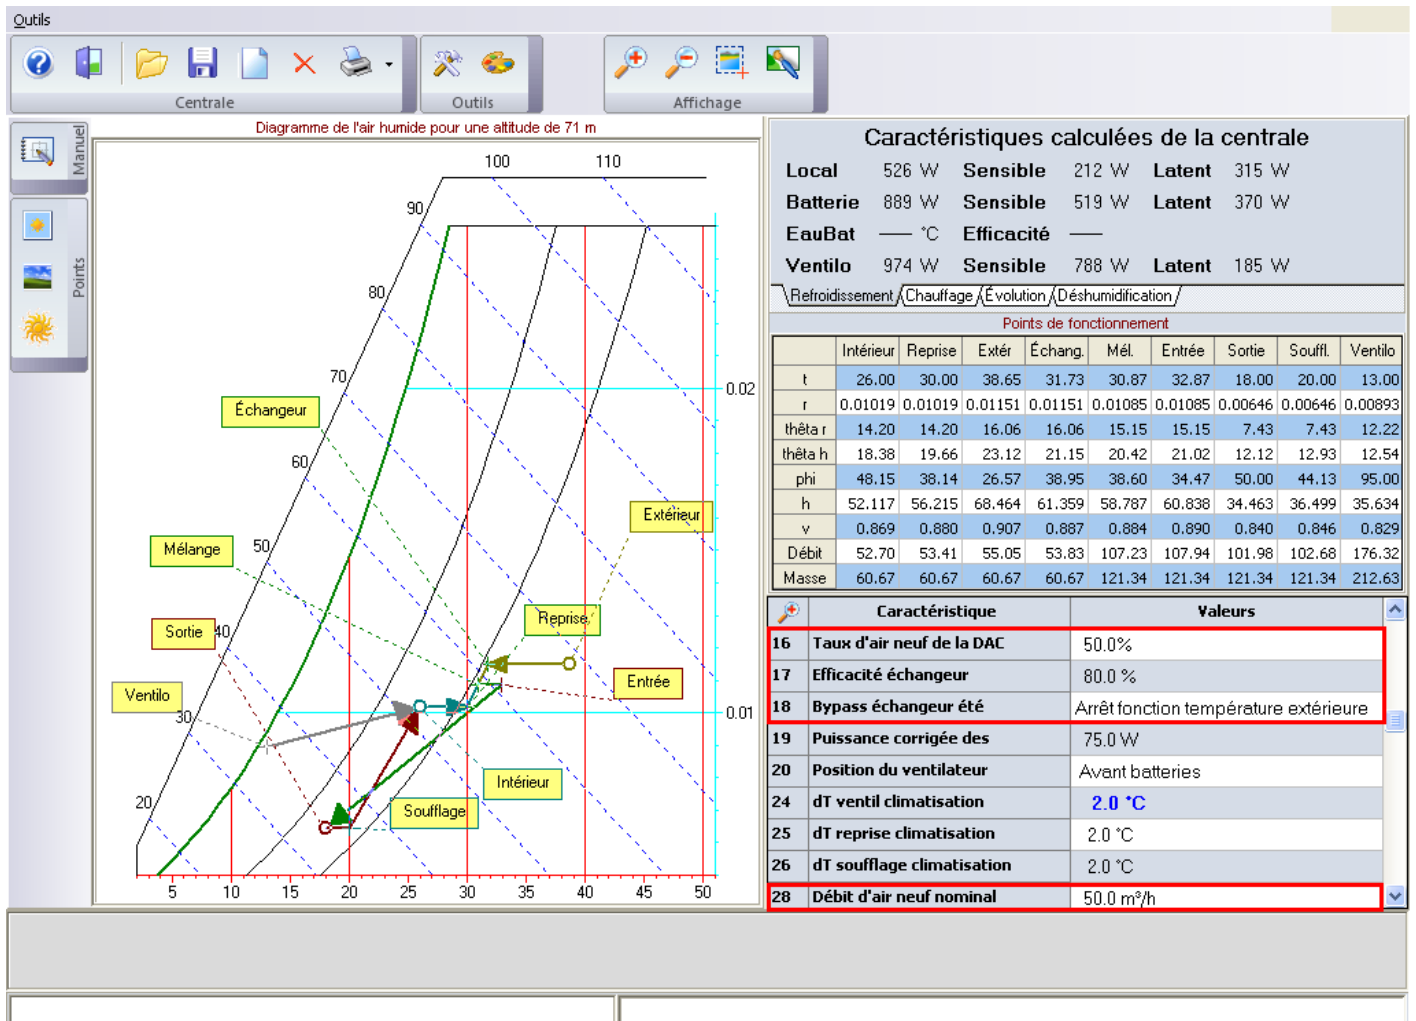 Outils
Centrale
Outils
Affichage
Manuel
Points
Diagramme de l'air humide pour une altitude de 71 m
100 110
90
80
70
60
50
40
30
20
0.02
0.01
Échangeur
Extérieur
Mélange
Sortie
Reprise
Entrée
Ventilo
Intérieur
Soufflage
5 10 15 20 25 30 35 40 45 50
Caractéristiques calculées de la centrale
Local 526 W Sensible 212 W Latent 315 W
Batterie 889 W Sensible 519 W Latent 370 W
EauBat —— °C Efficacité ——
Ventilo 974 W Sensible 788 W Latent 185 W
Refroidissement Chauffage Évolution Déshumidification
Points de fonctionnement
Intérieur Reprise Extér Échang. Mél. Entrée Sortie Souffl. Ventilo
t 26.00 30.00 38.65 31.73 30.87 32.87 18.00 20.00 13.00
r 0.01019 0.01019 0.01151 0.01151 0.01085 0.01085 0.00646 0.00646 0.00893
thêta r 14.20 14.20 16.06 16.06 15.15 15.15 7.43 7.43 12.22
thêta h 18.38 19.66 23.12 21.15 20.42 21.02 12.12 12.93 12.54
phi 48.15 38.14 26.57 38.95 38.60 34.47 50.00 44.13 95.00
h 52.117 56.215 68.464 61.359 58.787 60.838 34.463 36.499 35.634
v 0.869 0.880 0.907 0.887 0.884 0.890 0.840 0.846 0.829
Débit 52.70 53.41 55.05 53.83 107.23 107.94 101.98 102.68 176.32
Masse 60.67 60.67 60.67 60.67 121.34 121.34 121.34 121.34 212.63
Caractéristique Valeurs
16 Taux d'air neuf de la DAC 50.0%
17 Efficacité échangeur 80.0 %
18 Bypass échangeur été Arrêt fonction température extérieure
19 Puissance corrigée des 75.0 W
20 Position du ventilateur Avant batteries
24 dT ventil climatisation 2.0 °C
25 dT reprise climatisation 2.0 °C
26 dT soufflage climatisation 2.0 °C
28 Débit d'air neuf nominal 50.0 m³/h